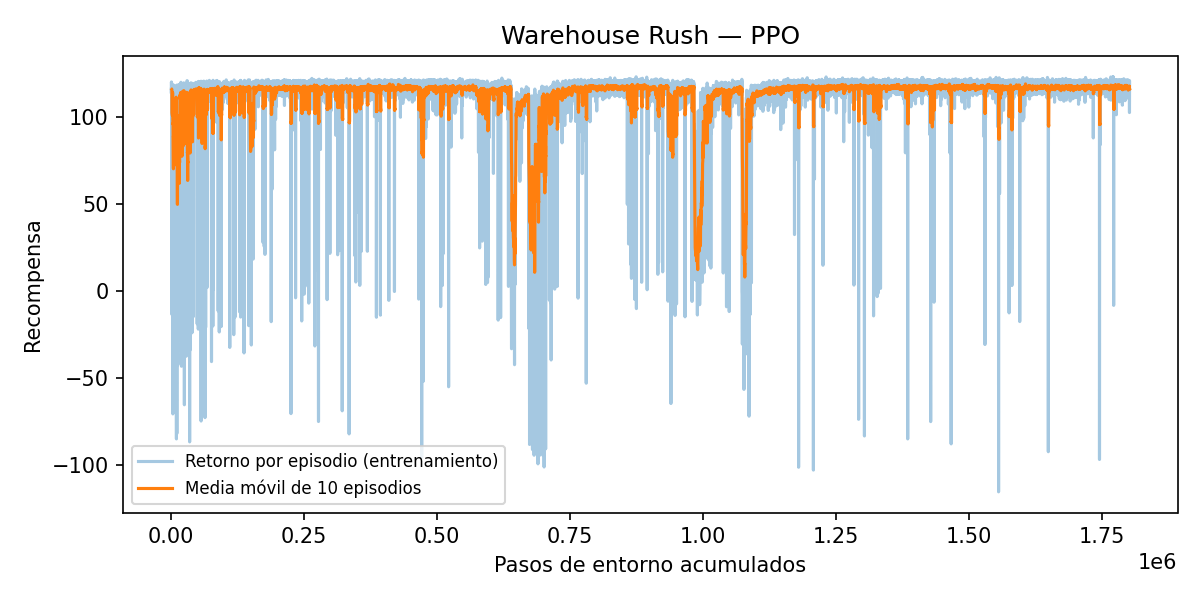 Warehouse Rush — PPO
Recompensa
100
50
0
−50
−100
Retorno por episodio (entrenamiento)
Media móvil de 10 episodios
0.00 0.25 0.50 0.75 1.00 1.25 1.50 1.75
1e6
Pasos de entorno acumulados